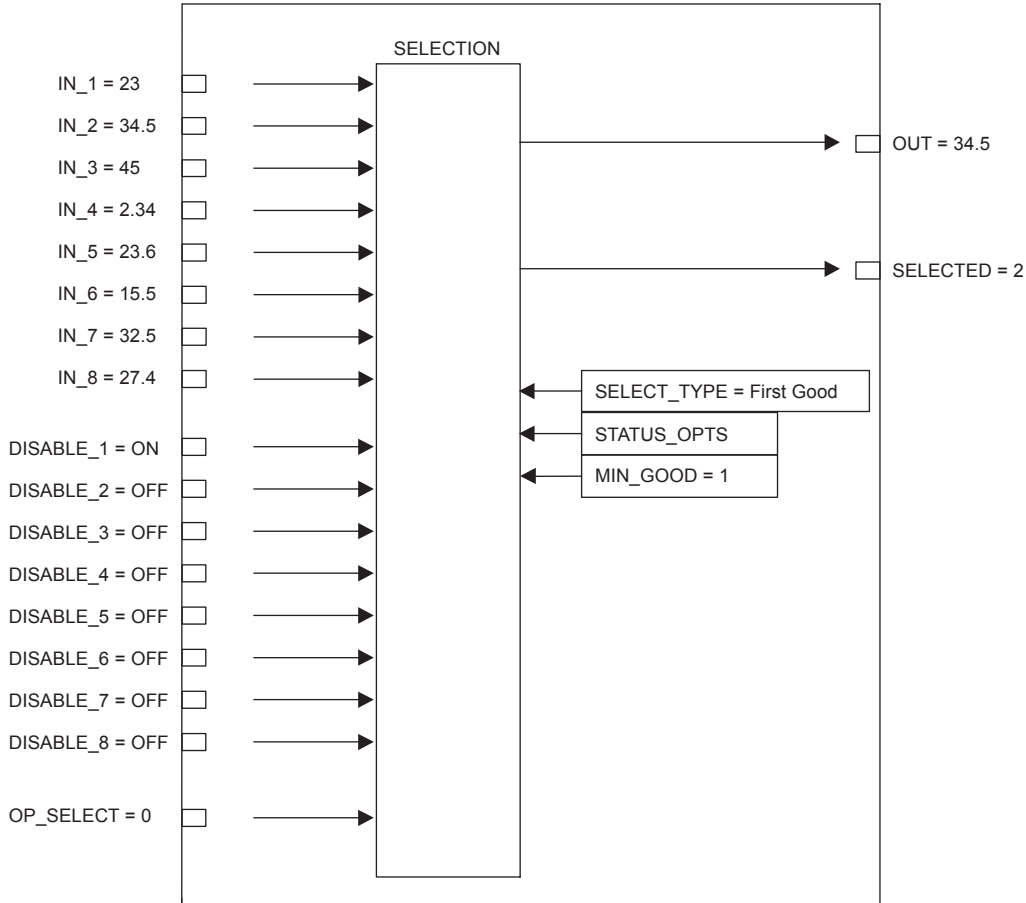 SELECTION
IN_1 = 23
IN_2 = 34.5
IN_3 = 45
IN_4 = 2.34
IN_5 = 23.6
IN_6 = 15.5
IN_7 = 32.5
IN_8 = 27.4
DISABLE_1 = ON
DISABLE_2 = OFF
DISABLE_3 = OFF
DISABLE_4 = OFF
DISABLE_5 = OFF
DISABLE_6 = OFF
DISABLE_7 = OFF
DISABLE_8 = OFF
OP_SELECT = 0
OUT = 34.5
SELECTED = 2
SELECT_TYPE = First Good
STATUS_OPTS
MIN_GOOD = 1